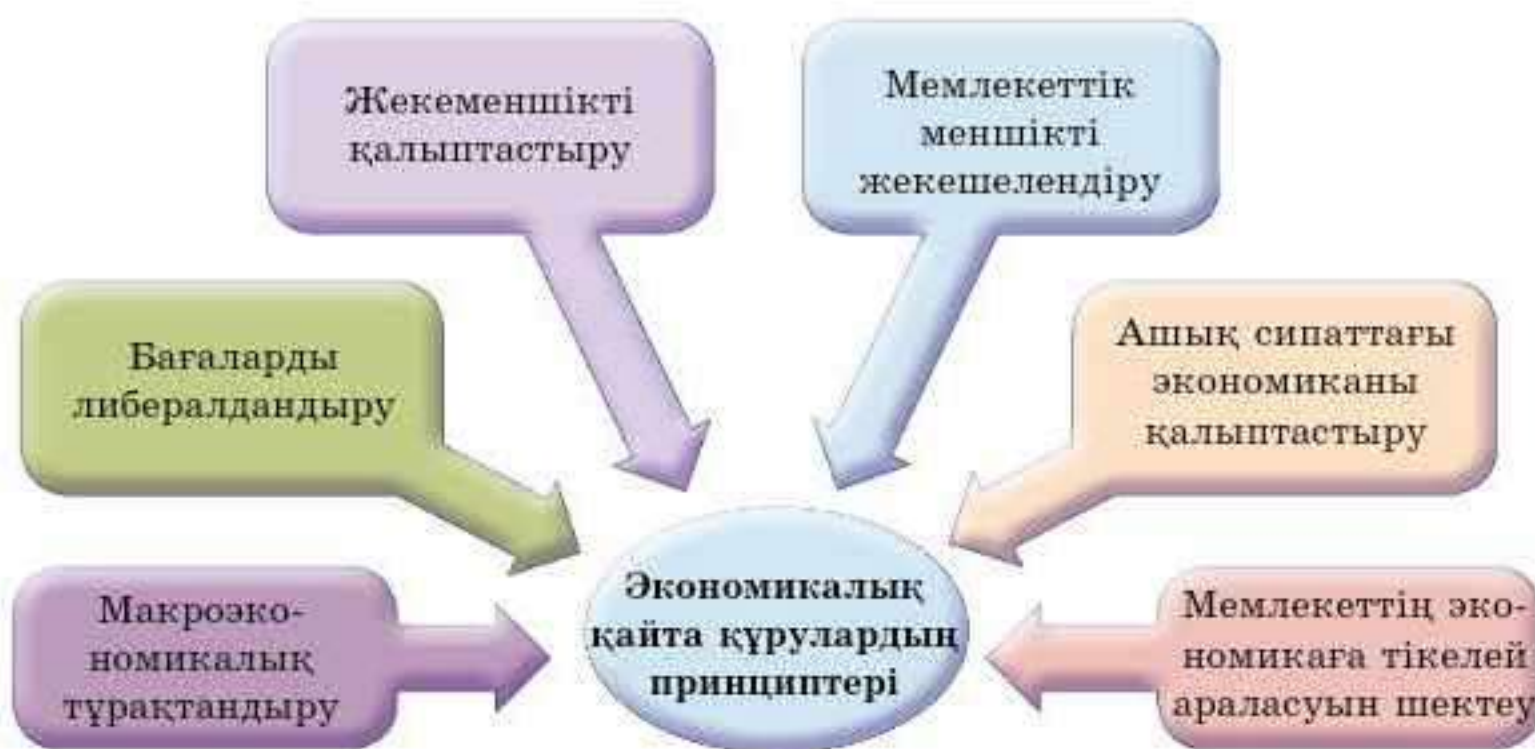 Жекеменшікті
қалыптастыру
Мемлекеттік
меншікті
жекешелендіру
Бағаларды
либералдандыру
Ашық сипаттағы
экономиканы
қалыптастыру
Макроэко-
номикалық
тұрақтандыру
Экономикалық
қайта құрулардың
принциптері
Мемлекеттің эко-
номикаға тікелей
араласуын шектеу